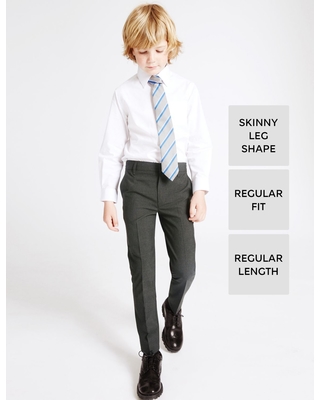 SKINNY
LEG
SHAPE
REGULAR
FIT
REGULAR
LENGTH